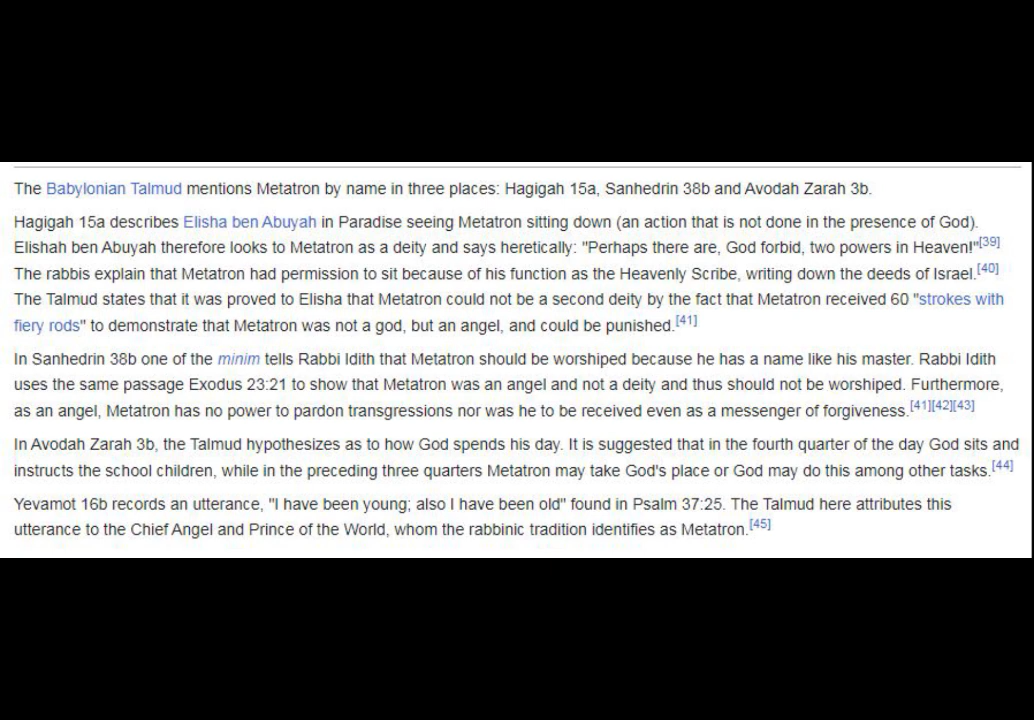 The Babylonian Talmud mentions Metatron by name in three places: Hagigah 15a, Sanhedrin 38b and Avodah Zarah 3b.
Hagigah 15a describes Elisha ben Abuyah in Paradise seeing Metatron sitting down (an action that is not done in the presence of God).
Elishah ben Abuyah therefore looks to Metatron as a deity and says heretically: "Perhaps there are, God forbid, two powers in Heaven!"[39]
The rabbis explain that Metatron had permission to sit because of his function as the Heavenly Scribe, writing down the deeds of Israel.[40]
The Talmud states that it was proved to Elisha that Metatron could not be a second deity by the fact that Metatron received 60 "strokes with
fiery rods" to demonstrate that Metatron was not a god, but an angel, and could be punished.[41]
In Sanhedrin 38b one of the minim tells Rabbi Idith that Metatron should be worshiped because he has a name like his master. Rabbi Idith
uses the same passage Exodus 23:21 to show that Metatron was an angel and not a deity and thus should not be worshiped. Furthermore,
as an angel, Metatron has no power to pardon transgressions nor was he to be received even as a messenger of forgiveness.[41][42][43]
In Avodah Zarah 3b, the Talmud hypothesizes as to how God spends his day. It is suggested that in the fourth quarter of the day God sits and
instructs the school children, while in the preceding three quarters Metatron may take God's place or God may do this among other tasks.[44]
Yevamot 16b records an utterance, "I have been young; also I have been old" found in Psalm 37:25. The Talmud here attributes this
utterance to the Chief Angel and Prince of the World, whom the rabbinic tradition identifies as Metatron.[45]